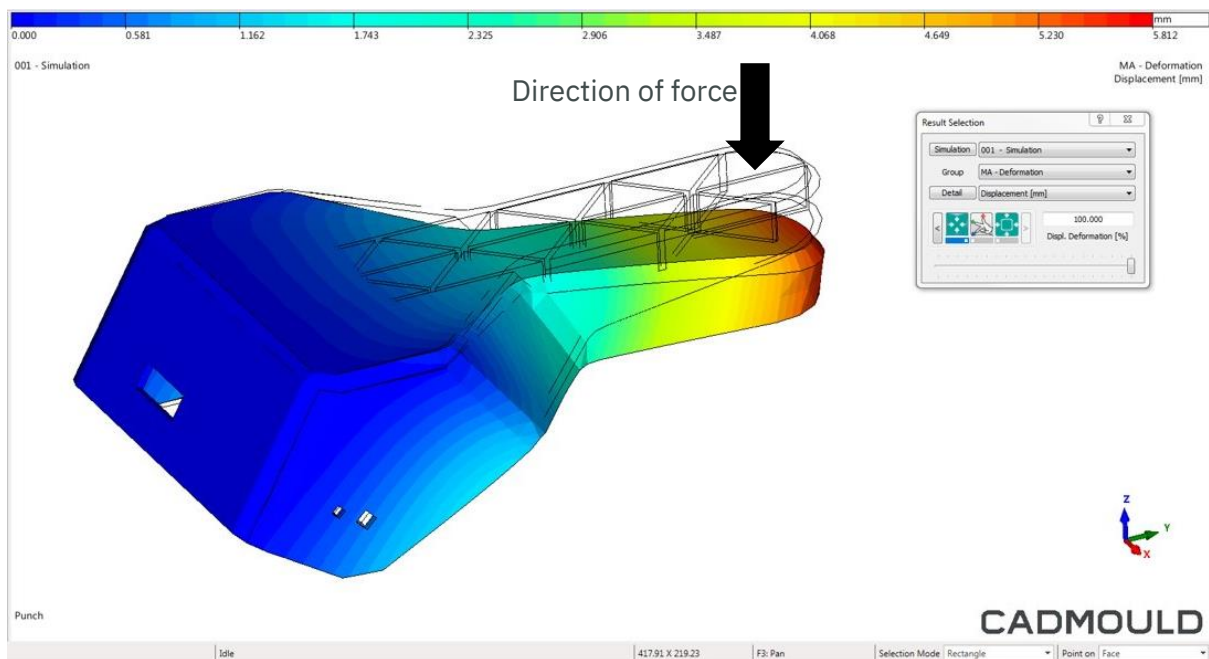 mm
0.000 0.581 1.162 1.743 2.325 2.906 3.487 4.068 4.649 5.230 5.812
001 - Simulation
MA - Deformation
Displacement [mm]
Direction of force
Result Selection
Simulation 001 - Simulation
Group MA - Deformation
Detail Displacement [mm]
< > 100.000
Displ. Deformation [%]
Z
Y
X
Punch
CADMOULD
Idle 417.91 X 219.23 F3: Pan Selection Mode Rectangle Point on Face